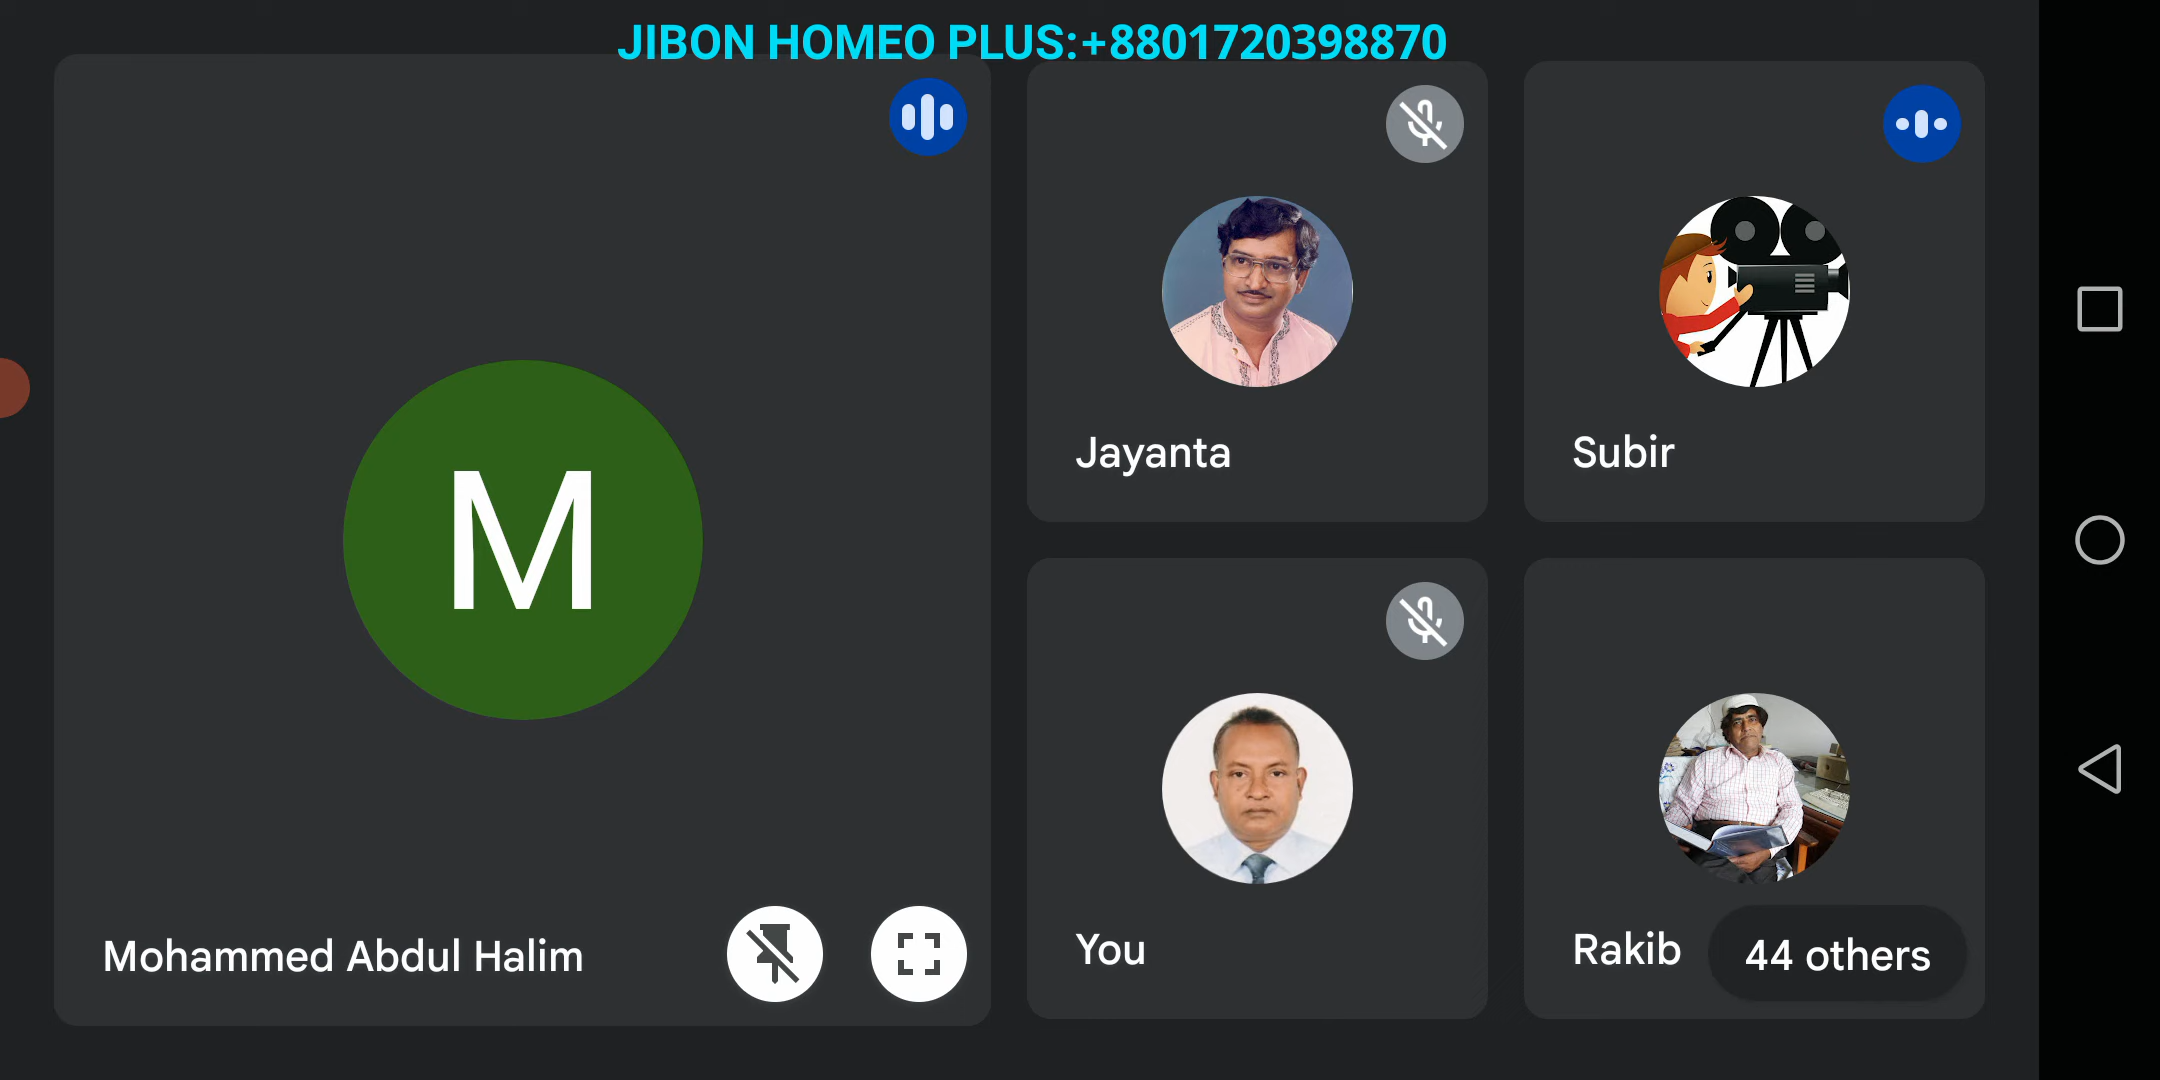 JIBON HOMEO PLUS:+8801720398870
M
Mohammed Abdul Halim
Jayanta
Subir
You
Rakib
44 others